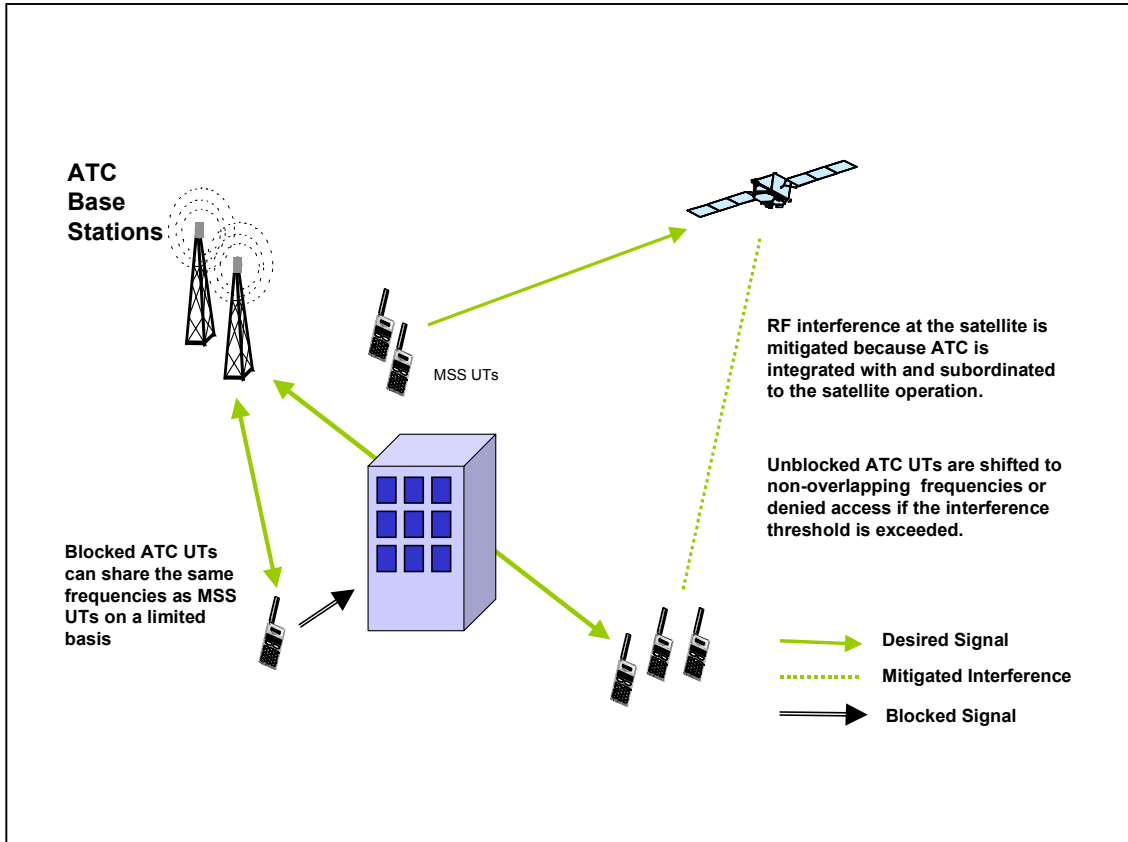 ATC
Base
Stations
MSS UTs
RF interference at the satellite is
mitigated because ATC is
integrated with and subordinated
to the satellite operation.
Unblocked ATC UTs are shifted to
non-overlapping  frequencies or
denied access if the interference
threshold is exceeded.
Blocked ATC UTs
can share the same
frequencies as MSS
UTs on a limited
basis
Desired Signal
Mitigated Interference
Blocked Signal